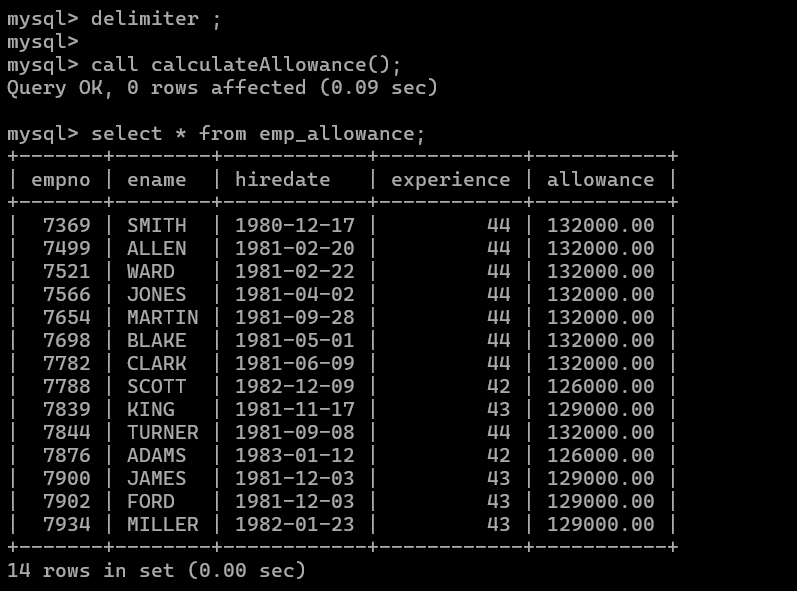 mysql> delimiter ;
mysql>
mysql> call calculateAllowance();
Query OK, 0 rows affected (0.09 sec)

mysql> select * from emp_allowance;
+-------+--------+------------+------------+-----------+
| empno | ename  | hiredate   | experience | allowance |
+-------+--------+------------+------------+-----------+
|  7369 | SMITH  | 1980-12-17 |         44 | 132000.00 |
|  7499 | ALLEN  | 1981-02-20 |         44 | 132000.00 |
|  7521 | WARD   | 1981-02-22 |         44 | 132000.00 |
|  7566 | JONES  | 1981-04-02 |         44 | 132000.00 |
|  7654 | MARTIN | 1981-09-28 |         44 | 132000.00 |
|  7698 | BLAKE  | 1981-05-01 |         44 | 132000.00 |
|  7782 | CLARK  | 1981-06-09 |         44 | 132000.00 |
|  7788 | SCOTT  | 1982-12-09 |         42 | 126000.00 |
|  7839 | KING   | 1981-11-17 |         43 | 129000.00 |
|  7844 | TURNER | 1981-09-08 |         44 | 132000.00 |
|  7876 | ADAMS  | 1983-01-12 |         42 | 126000.00 |
|  7900 | JAMES  | 1981-12-03 |         43 | 129000.00 |
|  7902 | FORD   | 1981-12-03 |         43 | 129000.00 |
|  7934 | MILLER | 1982-01-23 |         43 | 129000.00 |
+-------+--------+------------+------------+-----------+
14 rows in set (0.00 sec)